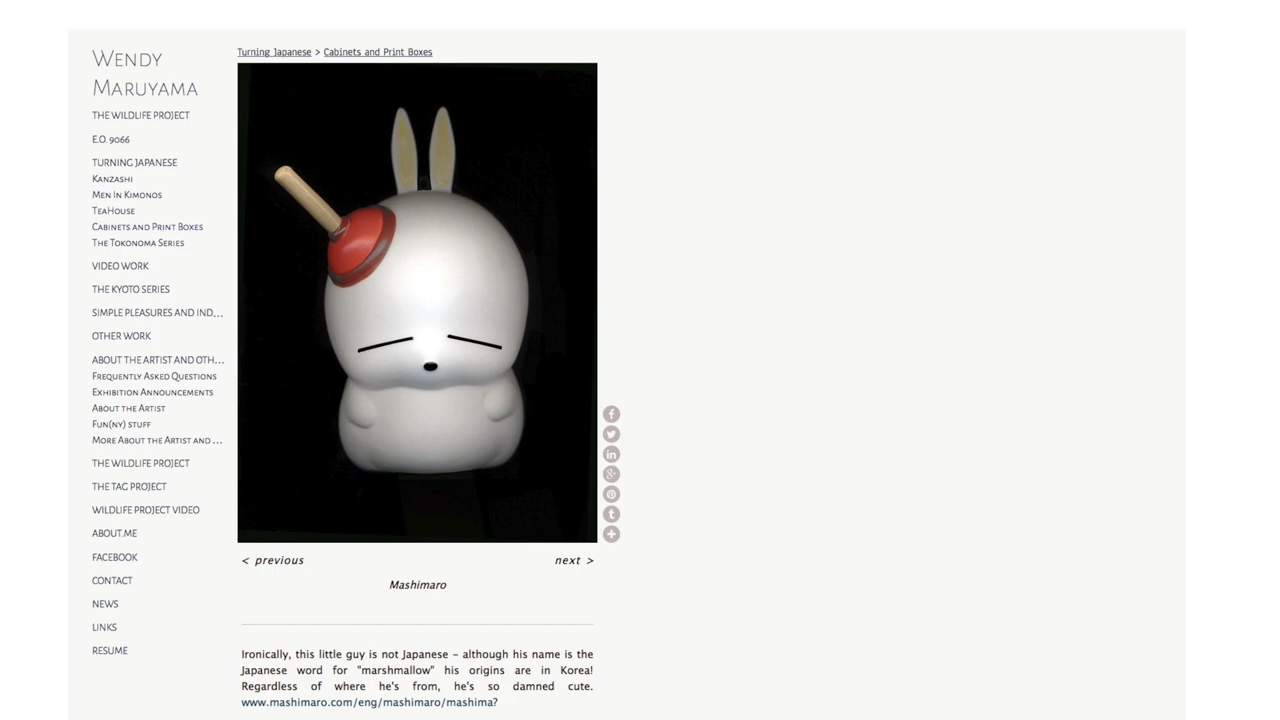 WENDY
MARUYAMA
THE WILDLIFE PROJECT
E.O. 9066
TURNING JAPANESE
KANZASHI
MEN IN KIMONOS
TEAHOUSE
CABINETS AND PRINT BOXES
THE TOKONOMA SERIES
VIDEO WORK
THE KYOTO SERIES
SIMPLE PLEASURES AND IND...
OTHER WORK
ABOUT THE ARTIST AND OTH...
FREQUENTLY ASKED QUESTIONS
EXHIBITION ANNOUNCEMENTS
ABOUT THE ARTIST
FUN(NY) STUFF
MORE ABOUT THE ARTIST AND ...
THE WILDLIFE PROJECT
THE TAG PROJECT
WILDLIFE PROJECT VIDEO
ABOUT.ME
FACEBOOK
CONTACT
NEWS
LINKS
RESUME
Turning Japanese > Cabinets and Print Boxes
< previous
next >
Mashimaro
Ironically, this little guy is not Japanese – although his name is the
Japanese word for "marshmallow" his origins are in Korea!
Regardless of where he's from, he's so damned cute.
www.mashimaro.com/eng/mashimaro/mashima?